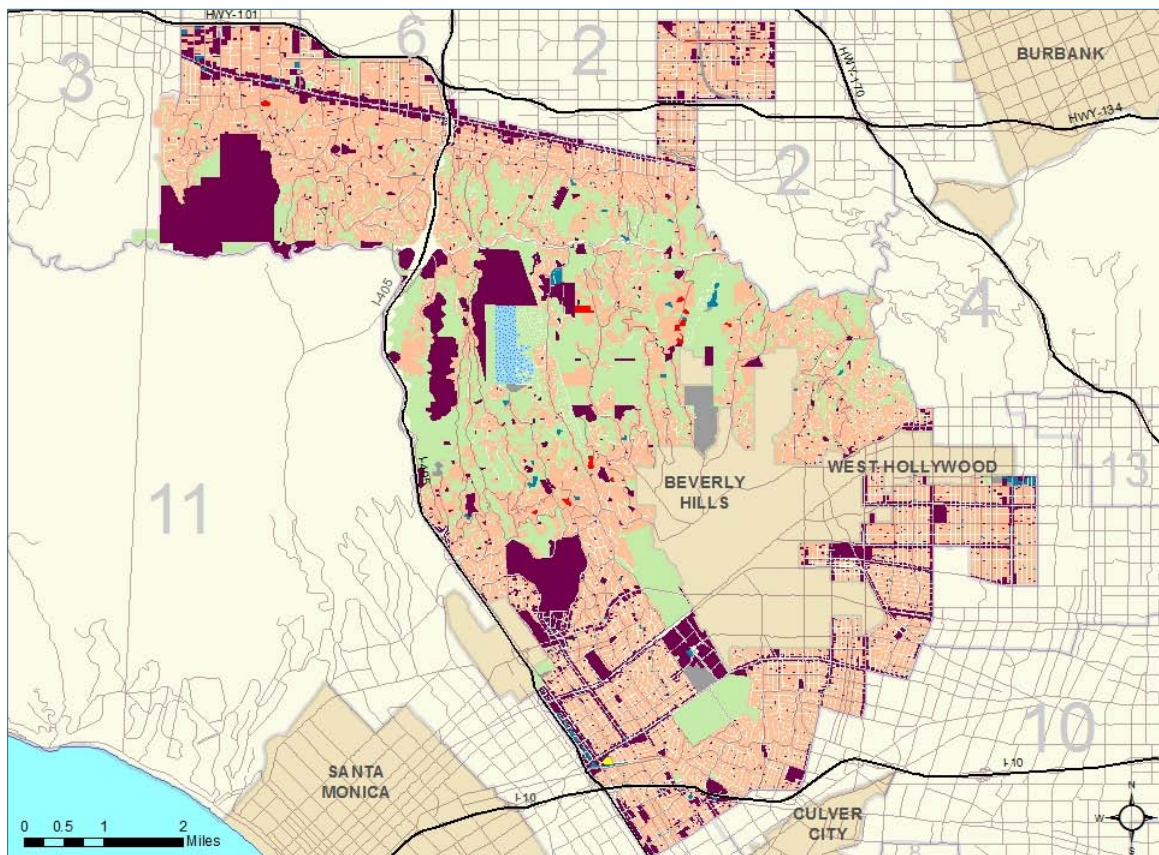 HWY-101
6
2
3
BURBANK
HWY-170
HWY-134
2
4
I-405
I-405
WEST HOLLYWOOD
BEVERLY
HILLS
13
11
10
I-10
SANTA
MONICA
I-10
CULVER
CITY
8
0 0.5 1 2
Miles
N
W E
S